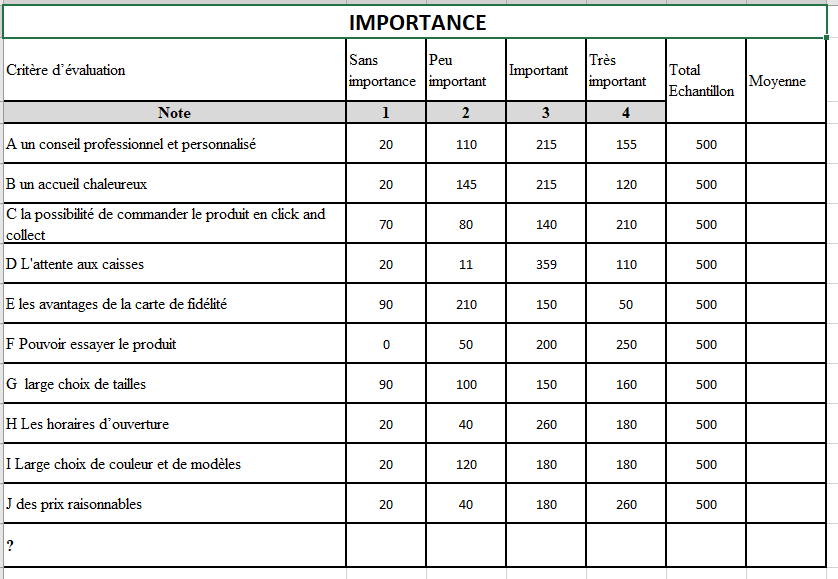 IMPORTANCE
Critère d'évaluation Sans importance Peu important Important Très important Total Echantillon Moyenne
Note 1 2 3 4
A un conseil professionnel et personnalisé 20 110 215 155 500
B un accueil chaleureux 20 145 215 120 500
C la possibilité de commander le produit en click and
collect 70 80 140 210 500
D L'attente aux caisses 20 11 359 110 500
E les avantages de la carte de fidélité 90 210 150 50 500
F Pouvoir essayer le produit 0 50 200 250 500
G large choix de tailles 90 100 150 160 500
H Les horaires d'ouverture 20 40 260 180 500
I Large choix de couleur et de modèles 20 120 180 180 500
J des prix raisonnables 20 40 180 260 500
?